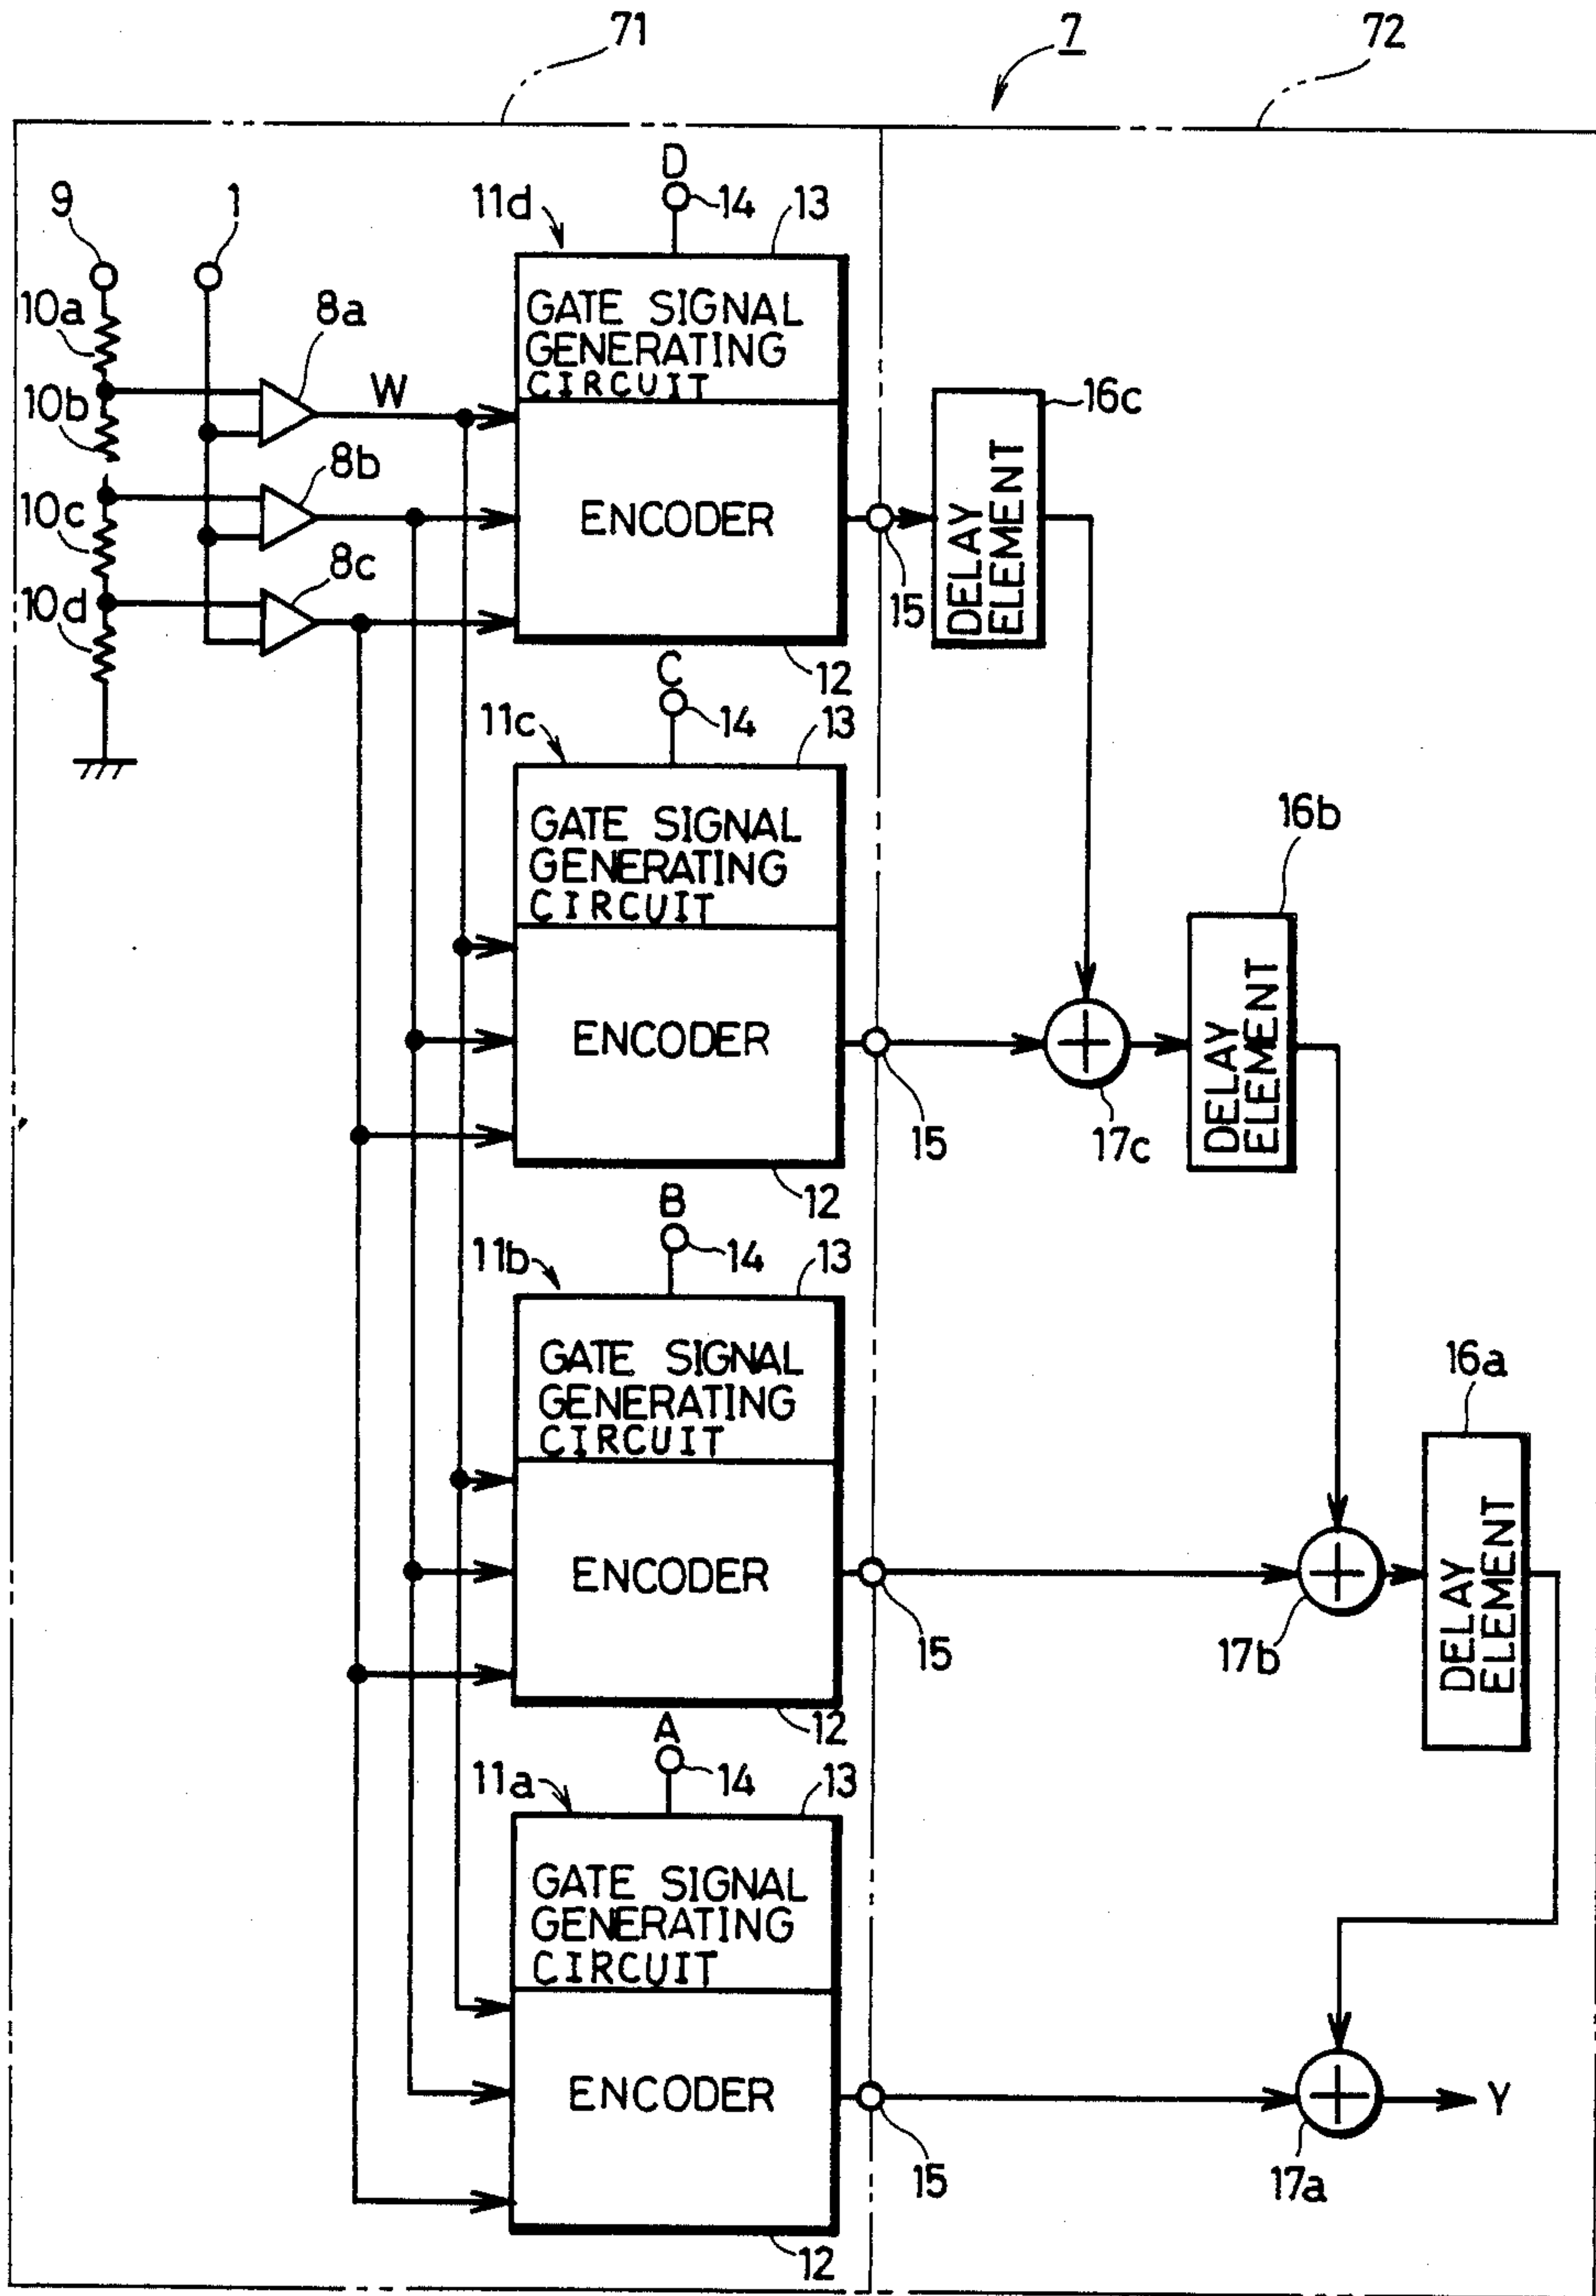 71
7
72
9
1
D
14
11d
13
10a
8a
GATE SIGNAL
GENERATING
CIRCUIT
W
10b
16c
8b
ENCODER
DELAY
ELEMENT
10c
8c
10d
15
12
C
14
11c
13
GATE SIGNAL
GENERATING
CIRCUIT
16b
ENCODER
DELAY
ELEMENT
15
17c
12
B
14
11b
13
GATE SIGNAL
GENERATING
CIRCUIT
16a
ENCODER
DELAY
ELEMENT
15
17b
12
A
14
11a
13
GATE SIGNAL
GENERATING
CIRCUIT
ENCODER
Y
15
17a
12